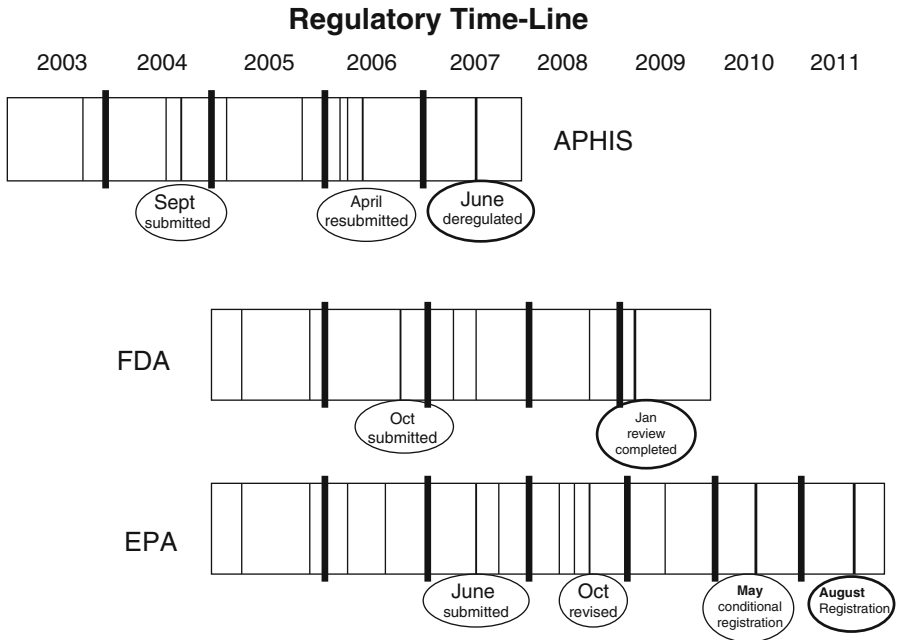 Regulatory Time-Line
2003 2004 2005 2006 2007 2008 2009 2010 2011
APHIS
Sept
submitted
April
resubmitted
June
deregulated
FDA
Oct
submitted
Jan
review
completed
EPA
June
submitted
Oct
revised
May
conditional
registration
August
Registration